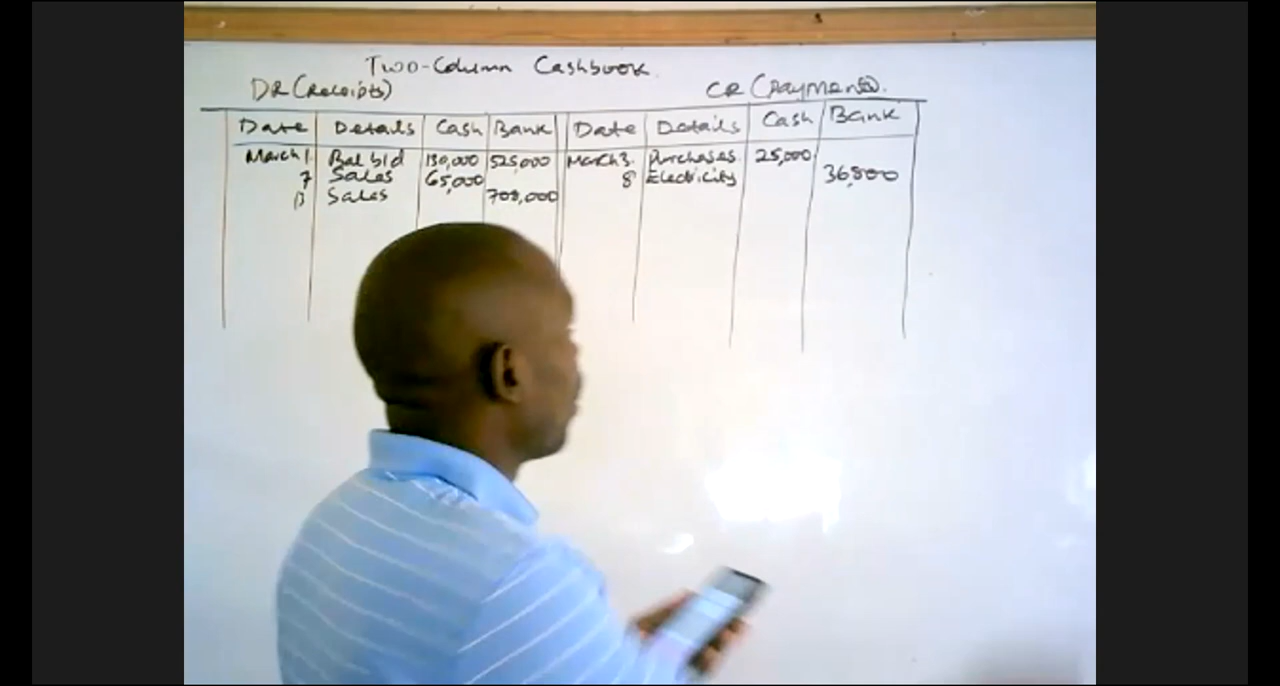 Two-Column Cashbook.
DR (Receipts) CR (Payments).
Date Details Cash Bank Date Details Cash Bank
March 1. Bal b/d 130,000 525,000 March 3. Purchases 25,000
7 Sales 65,000 8 Electricity 36,800
13 Sales 708,000